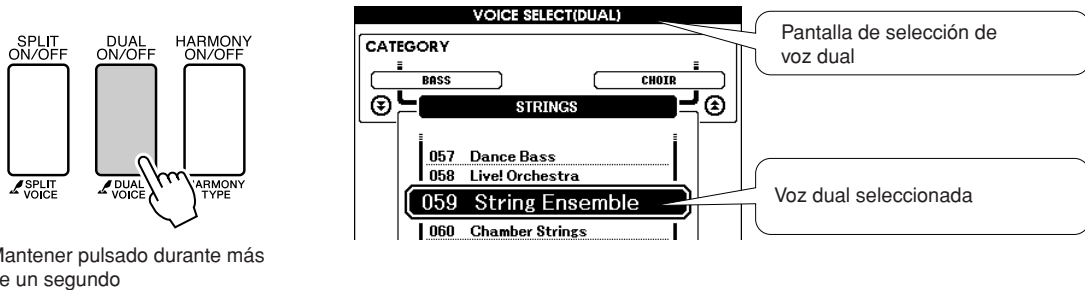 VOICE SELECT(DUAL)
Pantalla de selección de
voz dual
SPLIT
ON/OFF
DUAL
ON/OFF
HARMONY
ON/OFF
CATEGORY
BASS
CHOIR
STRINGS
057 Dance Bass
058 Live! Orchestra
059 String Ensemble
060 Chamber Strings
Voz dual seleccionada
SPLIT
VOICE
DUAL
VOICE
ARMONY
TYPE
Mantener pulsado durante más
e un segundo